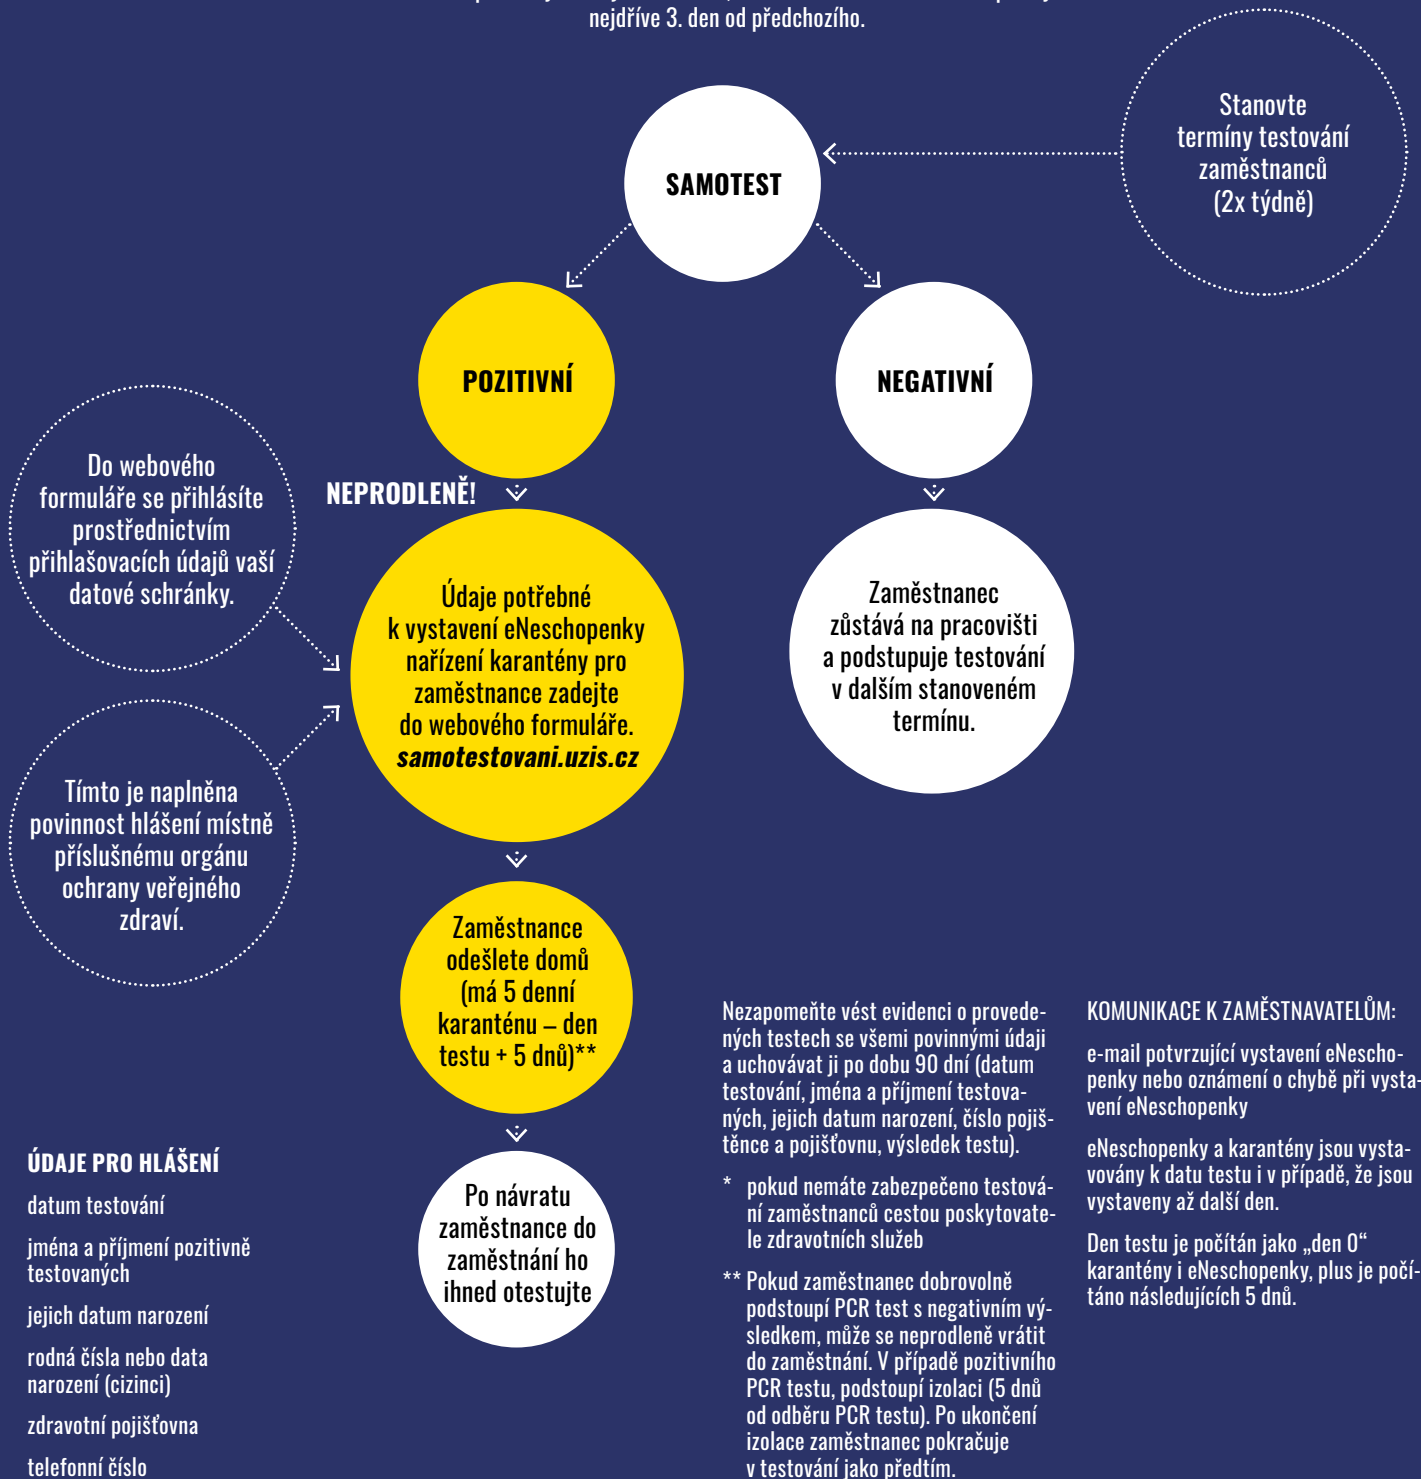 nejdříve 3. den od předchozího.
Stanovte
termíny testování
zaměstnanců
(2x týdně)
SAMOTEST
POZITIVNÍ
NEGATIVNÍ
Do webového
formuláře se přihlásíte
prostřednictvím
přihlašovacích údajů vaší
datové schránky.
NEPRODLENĚ!
Údaje potřebné
k vystavení eNeschopenky
nařízení karantény pro
zaměstnance zadejte
do webového formuláře.
samotestovani.uzis.cz
Zaměstnanec
zůstává na pracovišti
a podstupuje testování
v dalším stanoveném
termínu.
Tímto je naplněna
povinnost hlášení místně
příslušnému orgánu
ochrany veřejného
zdraví.
Zaměstnance
odešlete domů
(má 5 denní
karanténu – den
testu + 5 dnů)**
Po návratu
zaměstnance do
zaměstnání ho
ihned otestujte
ÚDAJE PRO HLÁŠENÍ
datum testování
jména a příjmení pozitivně
testovaných
jejich datum narození
rodná čísla nebo data
narození (cizinci)
zdravotní pojišťovna
telefonní číslo
Nezapomeňte vést evidenci o provede-
ných testech se všemi povinnými údaji
a uchovávat ji po dobu 90 dní (datum
testování, jména a příjmení testova-
ných, jejich datum narození, číslo pojiš-
těnce a pojišťovnu, výsledek testu).
* pokud nemáte zabezpečeno testová-
ní zaměstnanců cestou poskytovate-
le zdravotních služeb
** Pokud zaměstnanec dobrovolně
podstoupí PCR test s negativním vý-
sledkem, může se neprodleně vrátit
do zaměstnání. V případě pozitivního
PCR testu, podstoupí izolaci (5 dnů
od odběru PCR testu). Po ukončení
izolace zaměstnanec pokračuje
v testování jako předtím.
KOMUNIKACE K ZAMĚSTNAVATELŮM:
e-mail potvrzující vystavení eNescho-
penky nebo oznámení o chybě při vysta-
vení eNeschopenky
eNeschopenky a karantény jsou vysta-
vovány k datu testu i v případě, že jsou
vystaveny až další den.
Den testu je počítán jako „den 0“
karantény i eNeschopenky, plus je počí-
táno následujících 5 dnů.